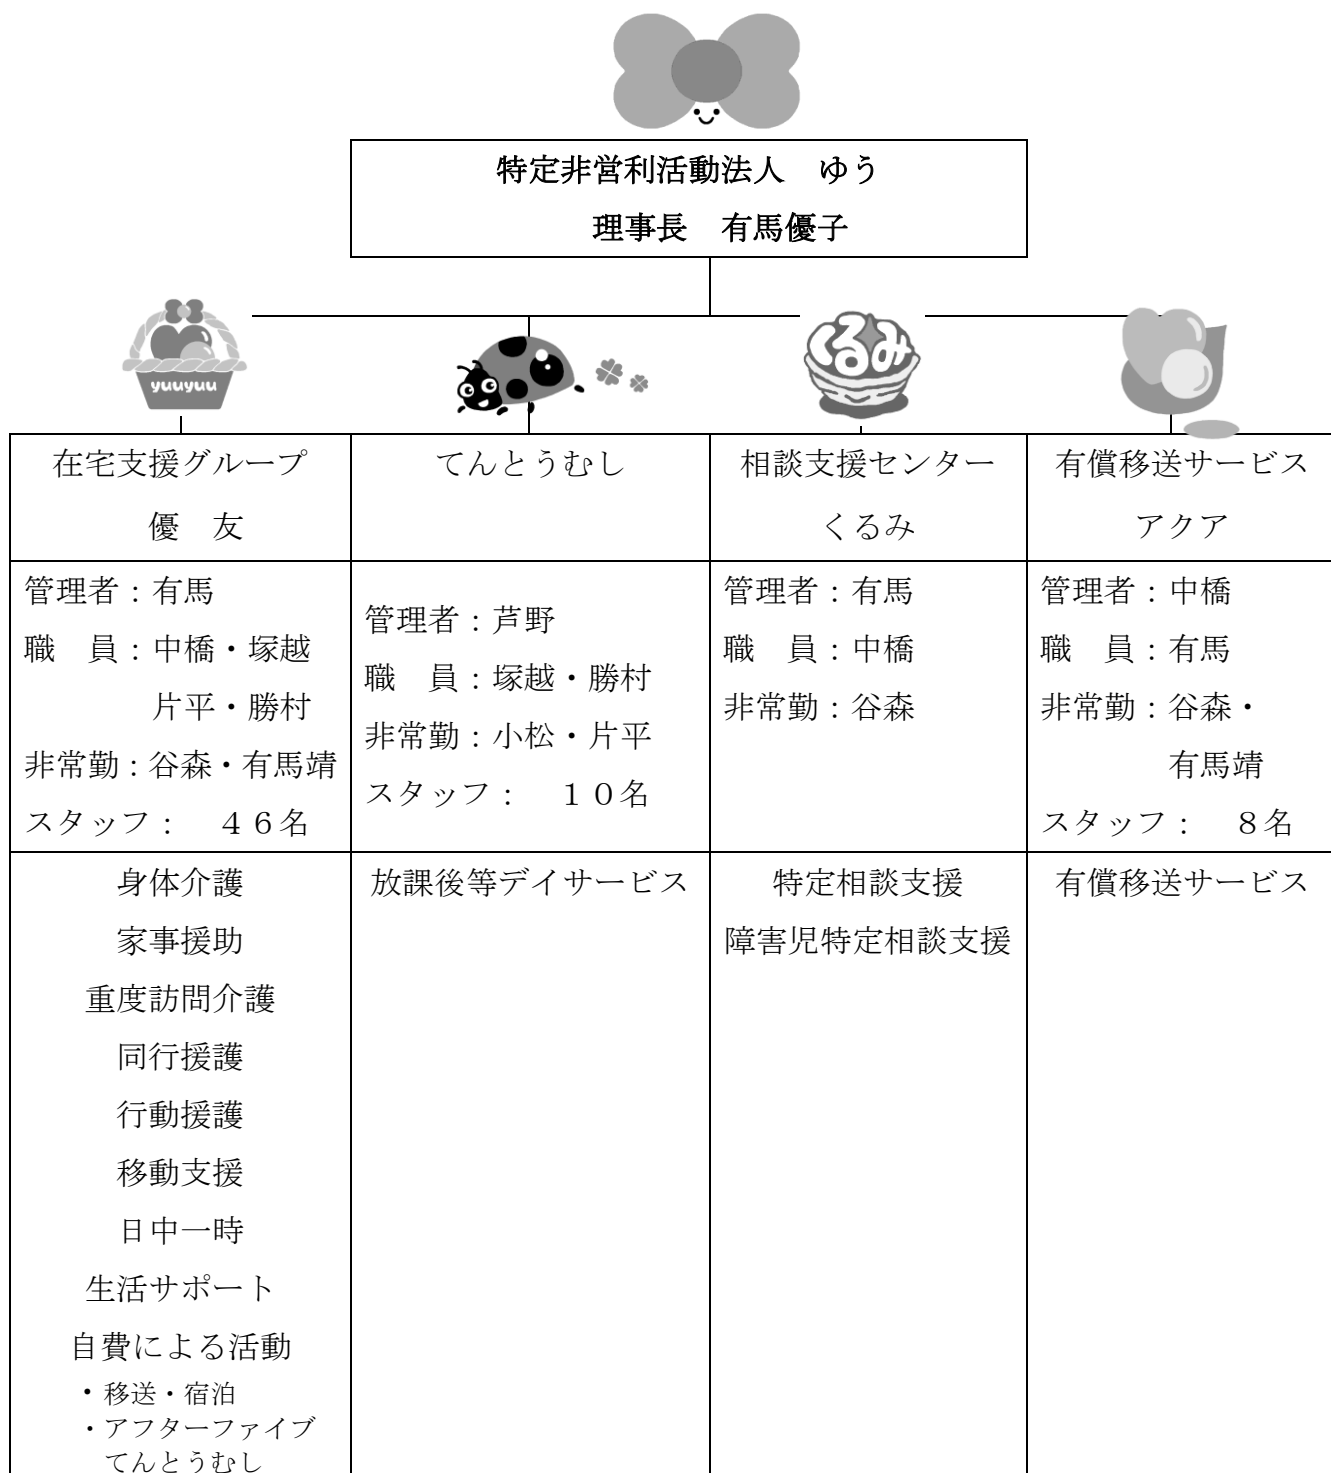 特定非営利活動法人　ゆう
理事長　有馬優子
yuuyuu
くるみ
在宅支援グループ
優　友
管理者：有馬
職　員：中橋・塚越
片平・勝村
非常勤：谷森・有馬靖
スタッフ：　４６名
身体介護
家事援助
重度訪問介護
同行援護
行動援護
移動支援
日中一時
生活サポート
自費による活動
・移送・宿泊
・アフターファイブ
てんとうむし
てんとうむし
管理者：芦野
職　員：塚越・勝村
非常勤：小松・片平
スタッフ：　１０名
放課後等デイサービス
相談支援センター
くるみ
管理者：有馬
職　員：中橋
非常勤：谷森
特定相談支援
障害児特定相談支援
有償移送サービス
アクア
管理者：中橋
職　員：有馬
非常勤：谷森・
有馬靖
スタッフ：　８名
有償移送サービス